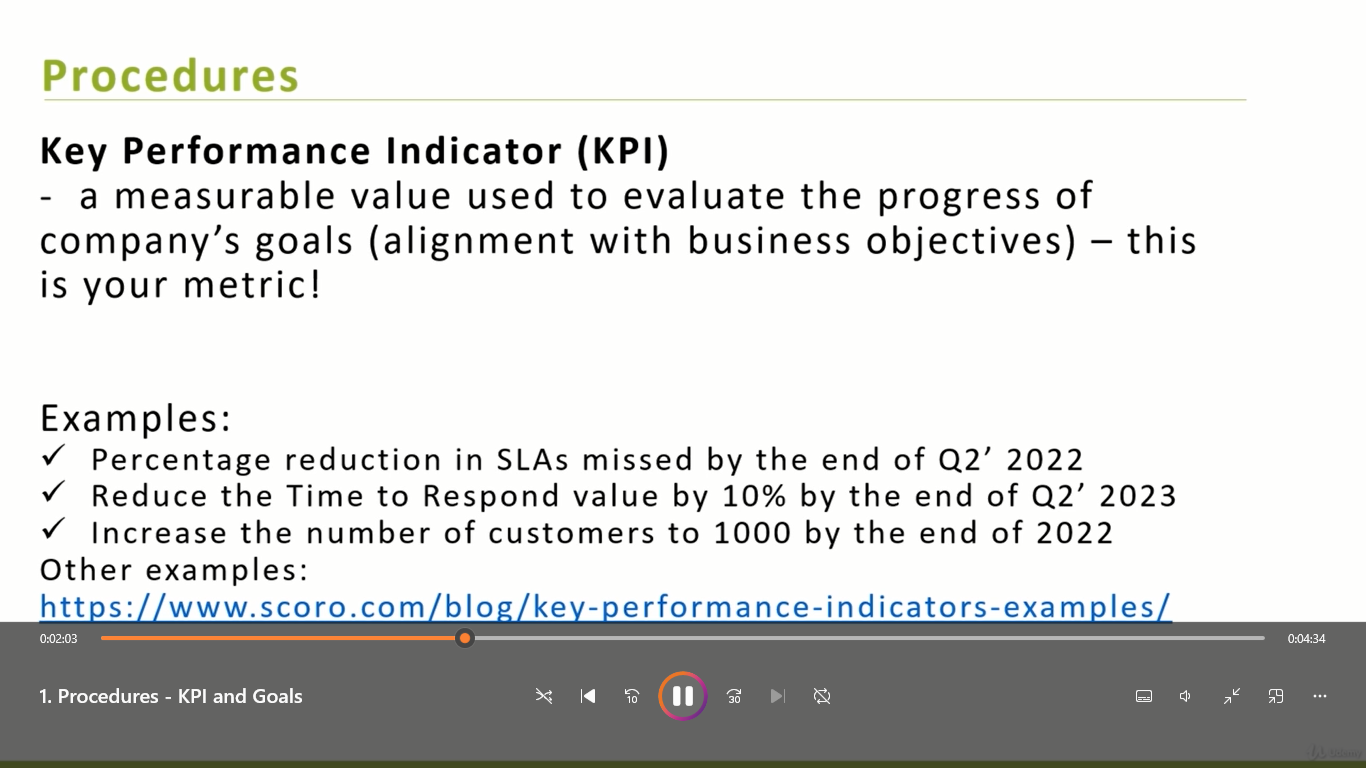 Procedures
Key Performance Indicator (KPI)
- a measurable value used to evaluate the progress of
company’s goals (alignment with business objectives) – this
is your metric!
Examples:
✓ Percentage reduction in SLAs missed by the end of Q2’ 2022
✓ Reduce the Time to Respond value by 10% by the end of Q2’ 2023
✓ Increase the number of customers to 1000 by the end of 2022
Other examples:
https://www.scoro.com/blog/key-performance-indicators-examples/
0:02:03
0:04:34
1. Procedures - KPI and Goals
10
30